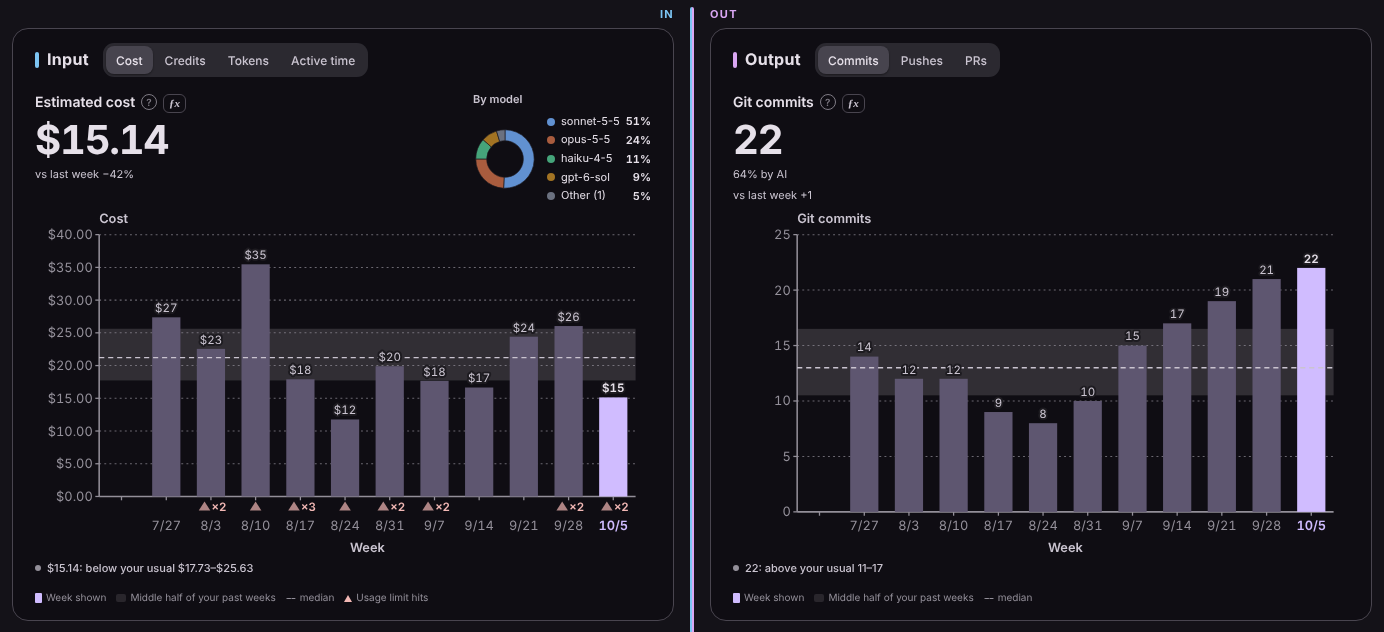 IN
OUT
Input
Cost Credits Tokens Active time
Estimated cost ? ƒx
$15.14
vs last week −42%
By model
sonnet-5-5 51%
opus-5-5 24%
haiku-4-5 11%
gpt-6-sol 9%
Other (1) 5%
Cost
$40.00
$35.00
$30.00
$25.00
$20.00
$15.00
$10.00
$5.00
$0.00
$27 $23 $35 $18 $12 $20 $18 $17 $24 $26 $15
×2 ×3 ×2 ×2 ×2 ×2
7/27 8/3 8/10 8/17 8/24 8/31 9/7 9/14 9/21 9/28 10/5
Week
$15.14: below your usual $17.73–$25.63
Week shown Middle half of your past weeks median Usage limit hits
Output
Commits Pushes PRs
Git commits ? ƒx
22
64% by AI
vs last week +1
Git commits
25
20
15
10
5
0
14 12 12 9 8 10 15 17 19 21 22
7/27 8/3 8/10 8/17 8/24 8/31 9/7 9/14 9/21 9/28 10/5
Week
22: above your usual 11–17
Week shown Middle half of your past weeks median